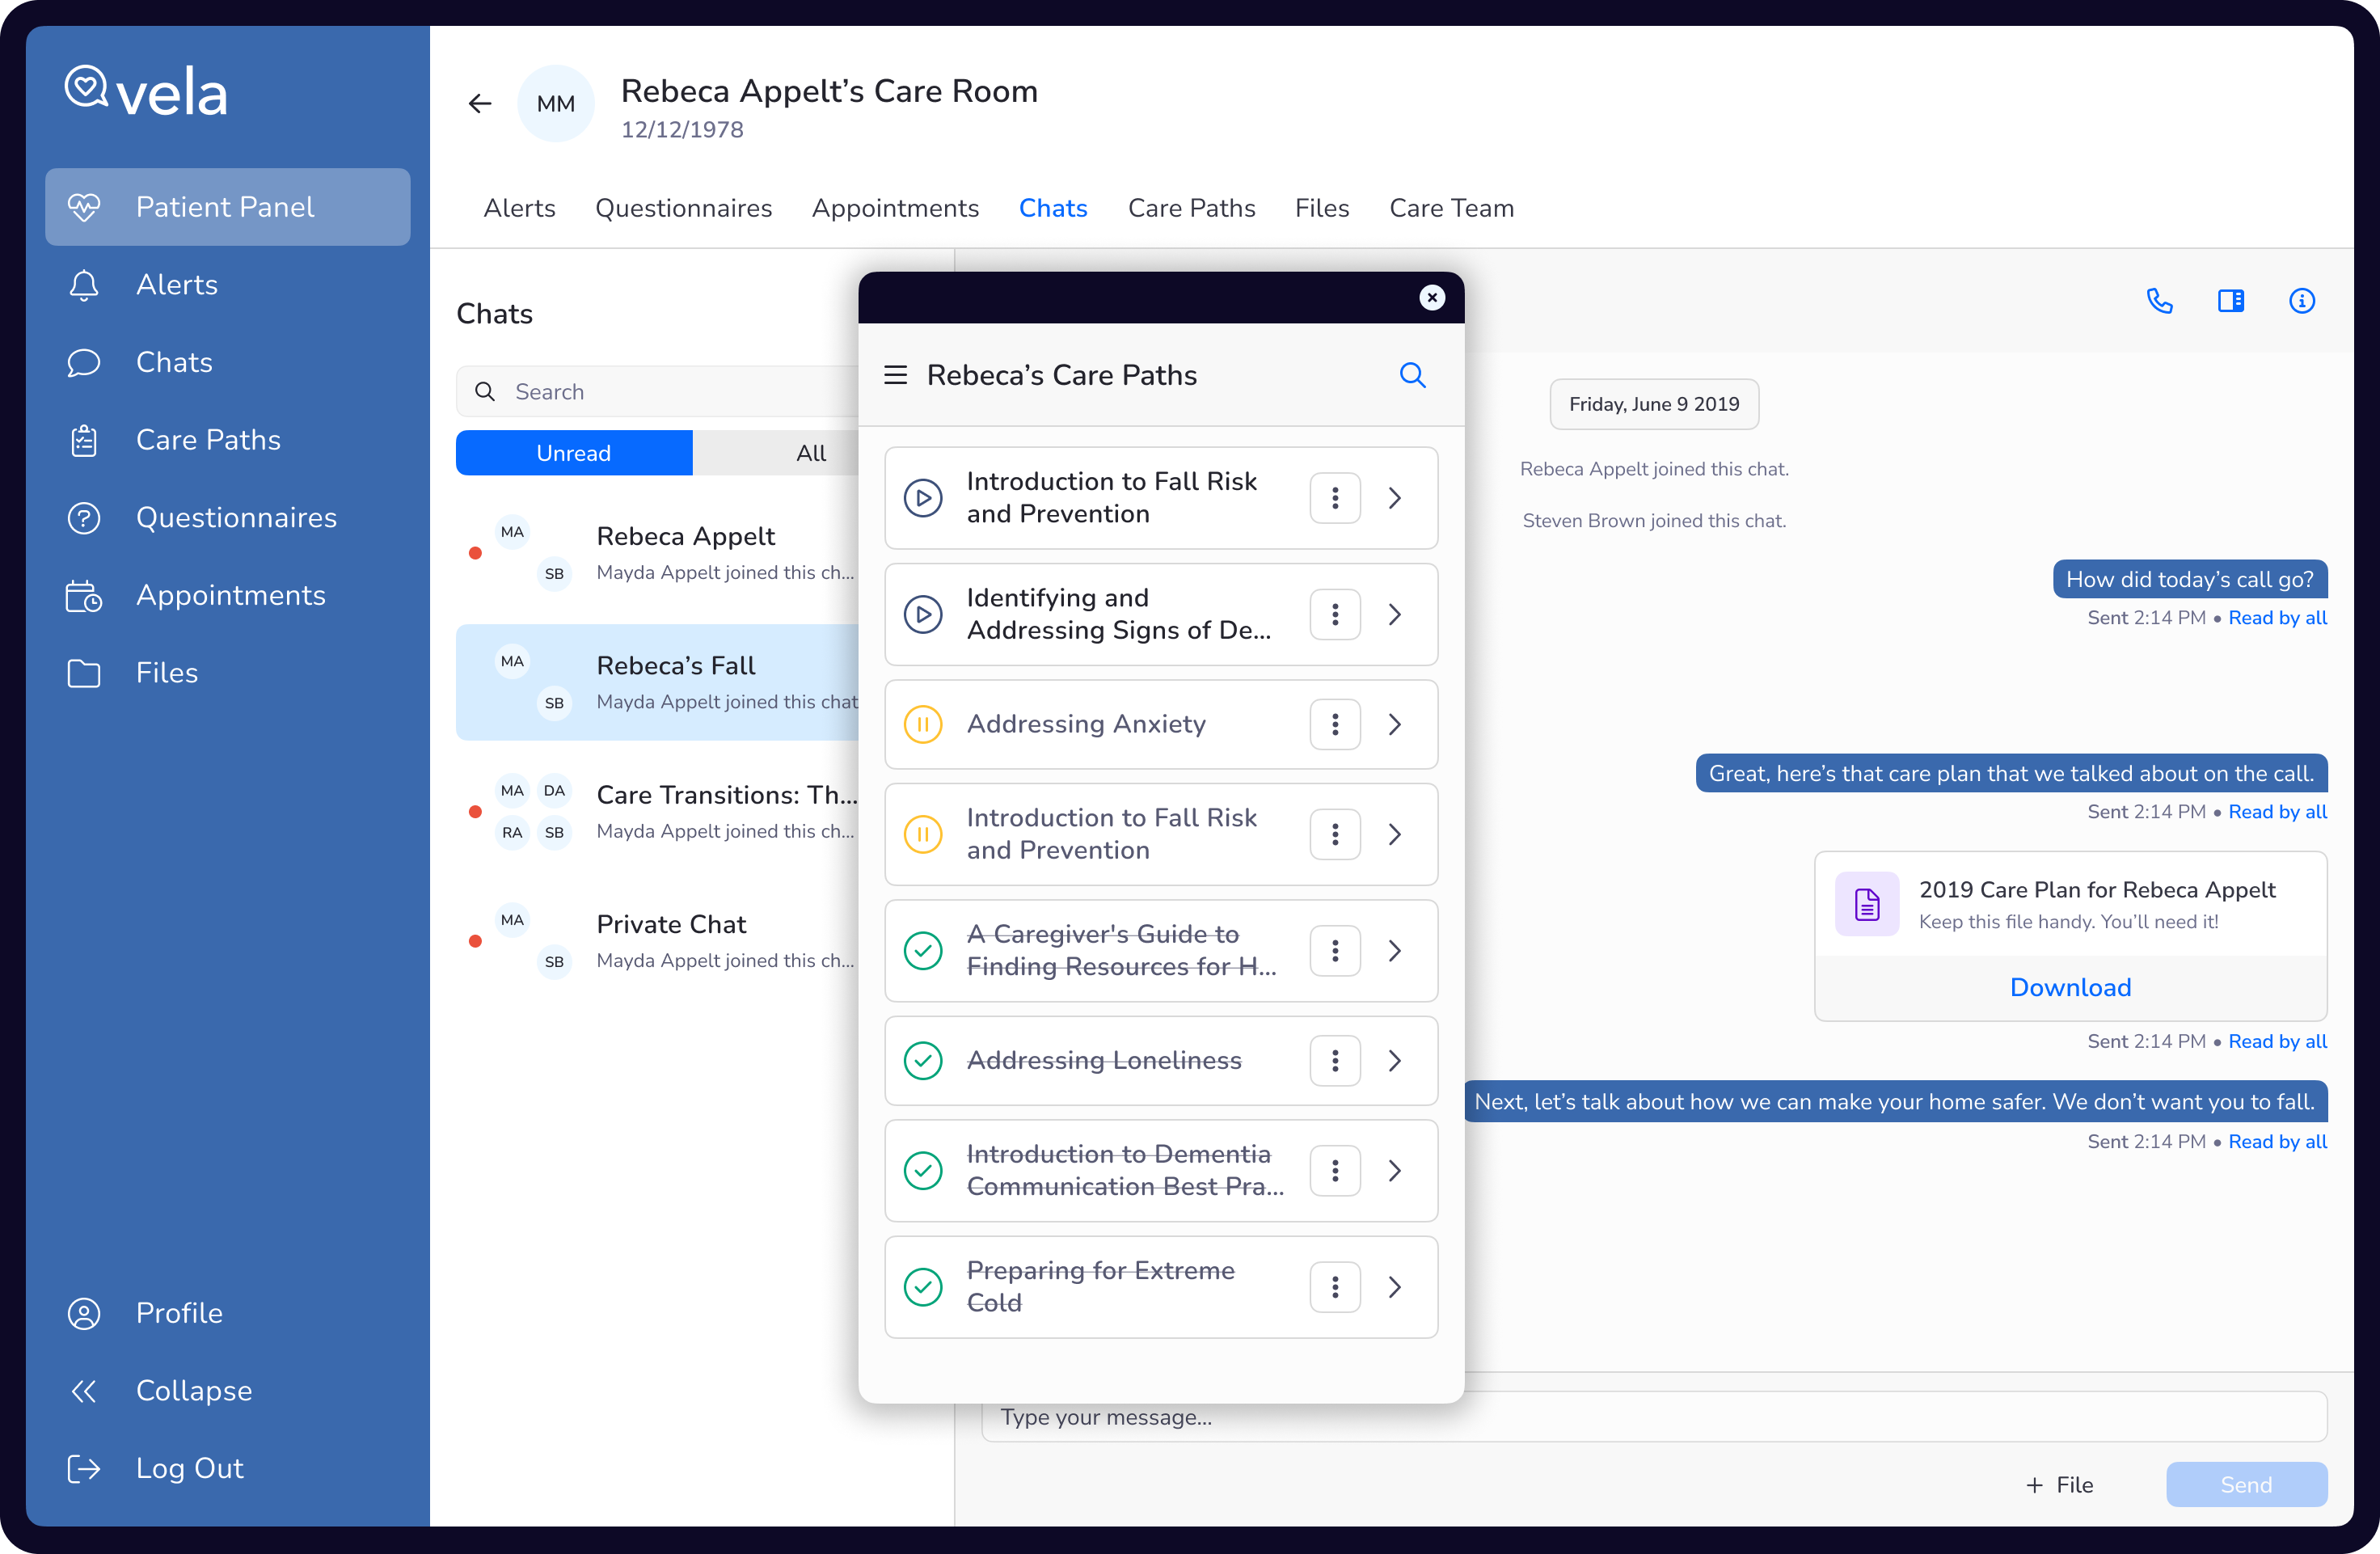 vela
Patient Panel
Alerts
Chats
Care Paths
Questionnaires
Appointments
Files
Profile
Collapse
Log Out
MM
Rebeca Appelt’s Care Room
12/12/1978
Alerts
Questionnaires
Appointments
Chats
Care Paths
Files
Care Team
Chats
Search
Unread
All
MA
SB
Rebeca Appelt
Mayda Appelt joined this ch...
MA
SB
Rebeca’s Fall
Mayda Appelt joined this chat
MA
DA
RA
SB
Care Transitions: Th...
Mayda Appelt joined this ch...
MA
SB
Private Chat
Mayda Appelt joined this ch...
Rebeca’s Care Paths
Introduction to Fall Risk
and Prevention
Identifying and
Addressing Signs of De...
Addressing Anxiety
Introduction to Fall Risk
and Prevention
A Caregiver's Guide to
Finding Resources for H...
Addressing Loneliness
Introduction to Dementia
Communication Best Pra...
Preparing for Extreme
Cold
Friday, June 9 2019
Rebeca Appelt joined this chat.
Steven Brown joined this chat.
How did today’s call go?
Sent 2:14 PM • Read by all
Great, here’s that care plan that we talked about on the call.
Sent 2:14 PM • Read by all
2019 Care Plan for Rebeca Appelt
Keep this file handy. You’ll need it!
Download
Sent 2:14 PM • Read by all
Next, let’s talk about how we can make your home safer. We don’t want you to fall.
Sent 2:14 PM • Read by all
Type your message...
+ File
Send